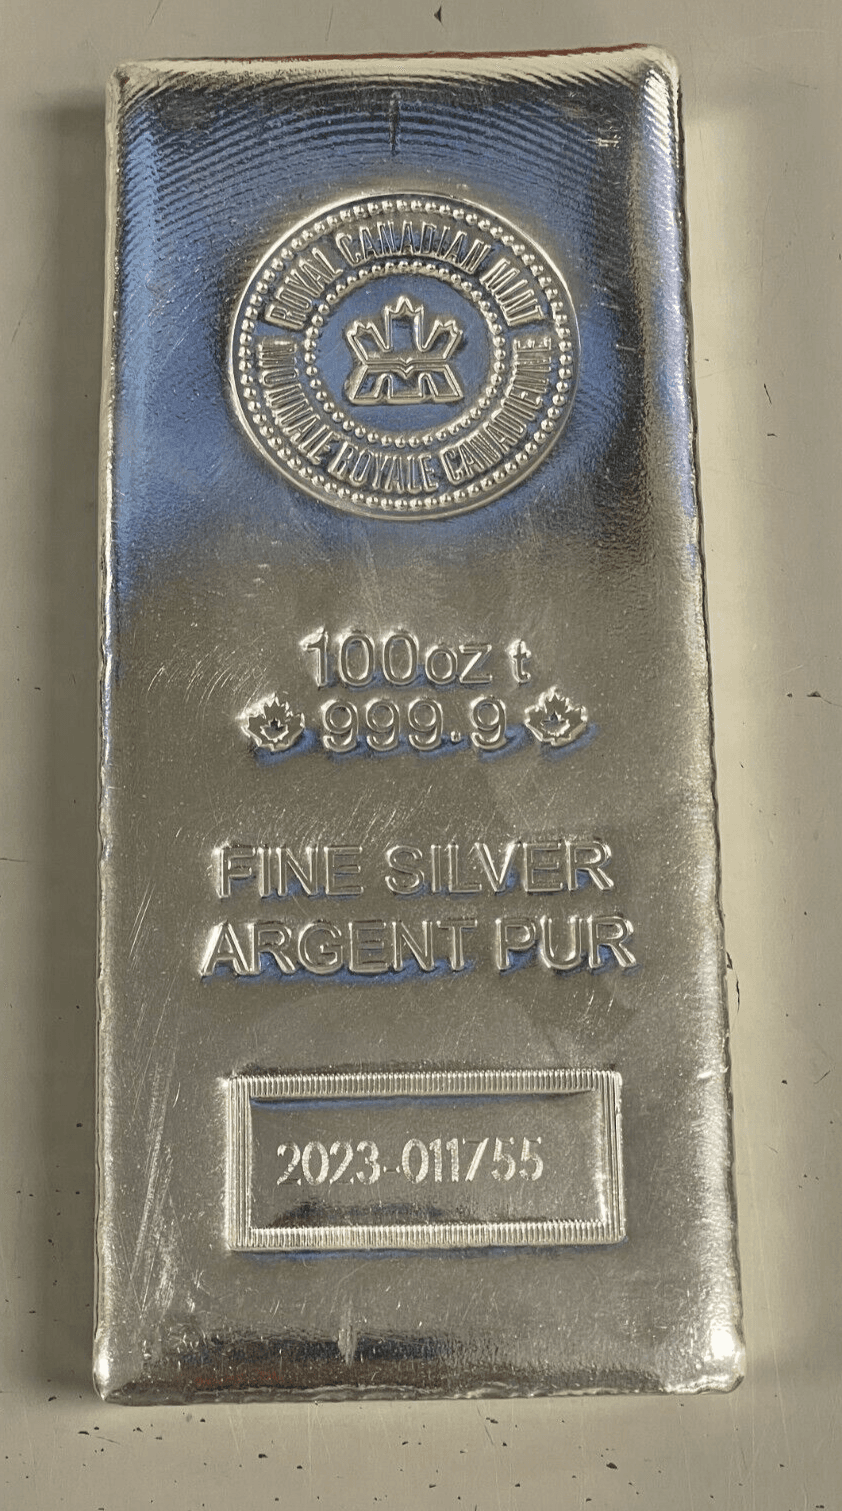 ROYAL CANADIAN MINT
MONNAIE ROYALE CANADIENNE
100oz t
999.9
FINE SILVER
ARGENT PUR
2023-011755